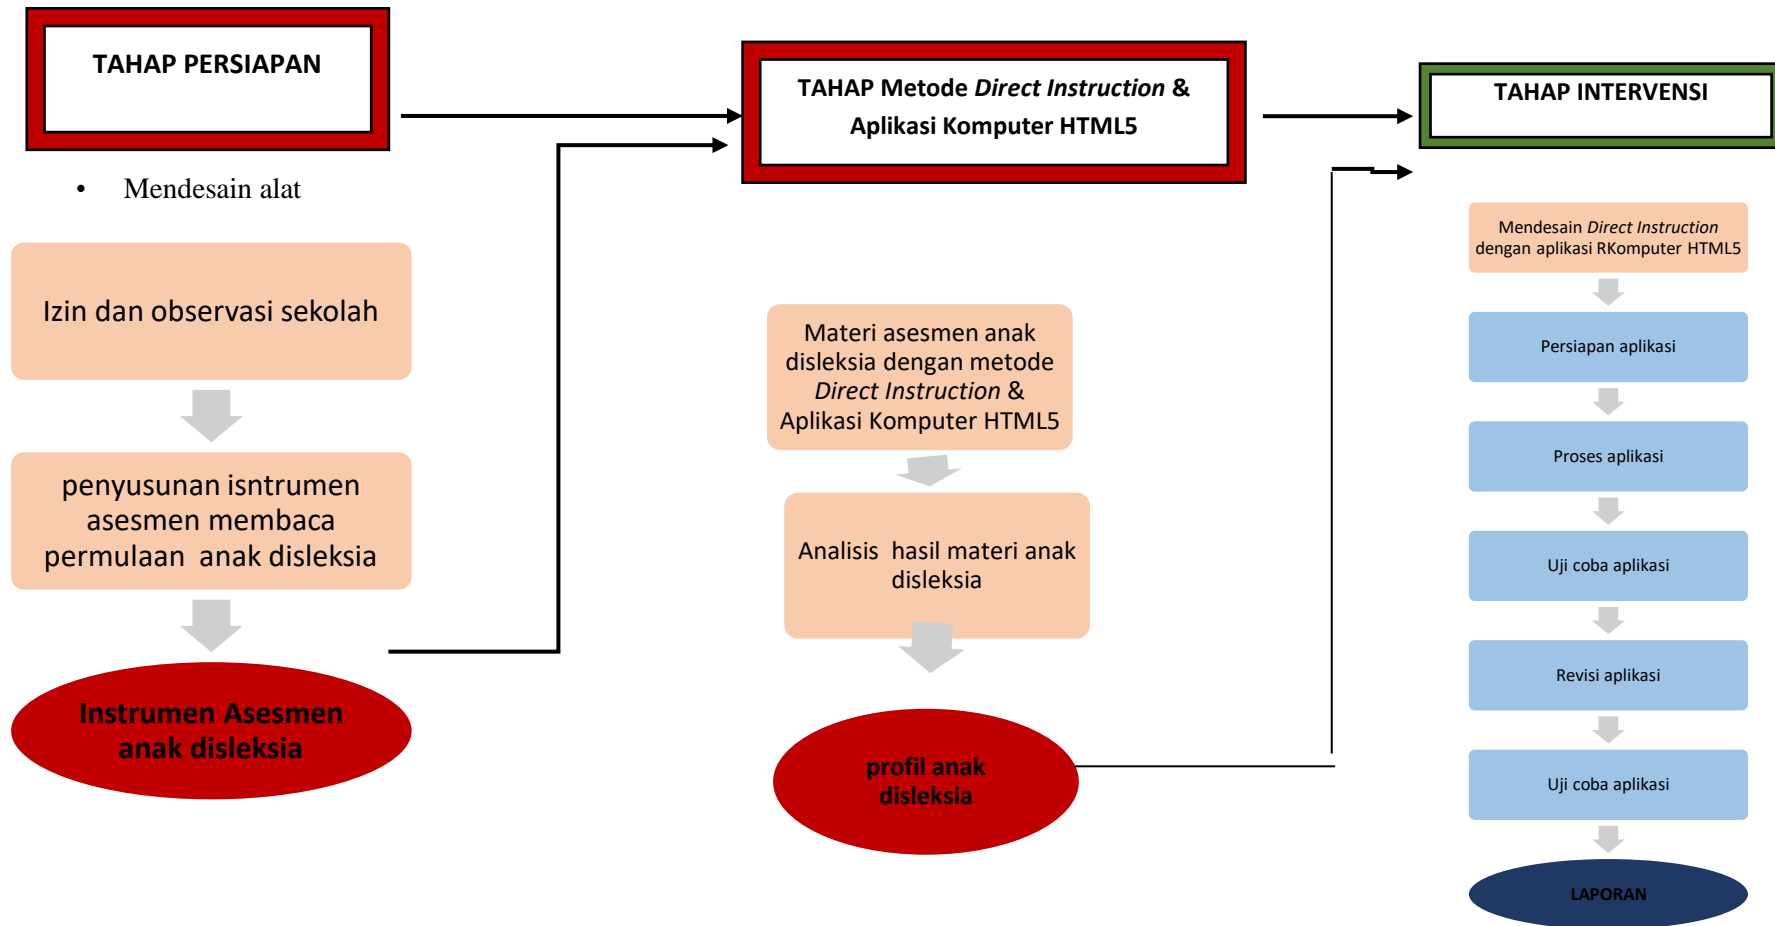 TAHAP PERSIAPAN
• Mendesain alat
Izin dan observasi sekolah
penyusunan isntrumen
asesmen membaca
permulaan anak disleksia
Instrumen Asesmen
anak disleksia
TAHAP Metode Direct Instruction &
Aplikasi Komputer HTML5
Materi asesmen anak
disleksia dengan metode
Direct Instruction &
Aplikasi Komputer HTML5
Analisis hasil materi anak
disleksia
profil anak
disleksia
TAHAP INTERVENSI
Mendesain Direct Instruction
dengan aplikasi RKomputer HTML5
Persiapan aplikasi
Proses aplikasi
Uji coba aplikasi
Revisi aplikasi
Uji coba aplikasi
LAPORAN